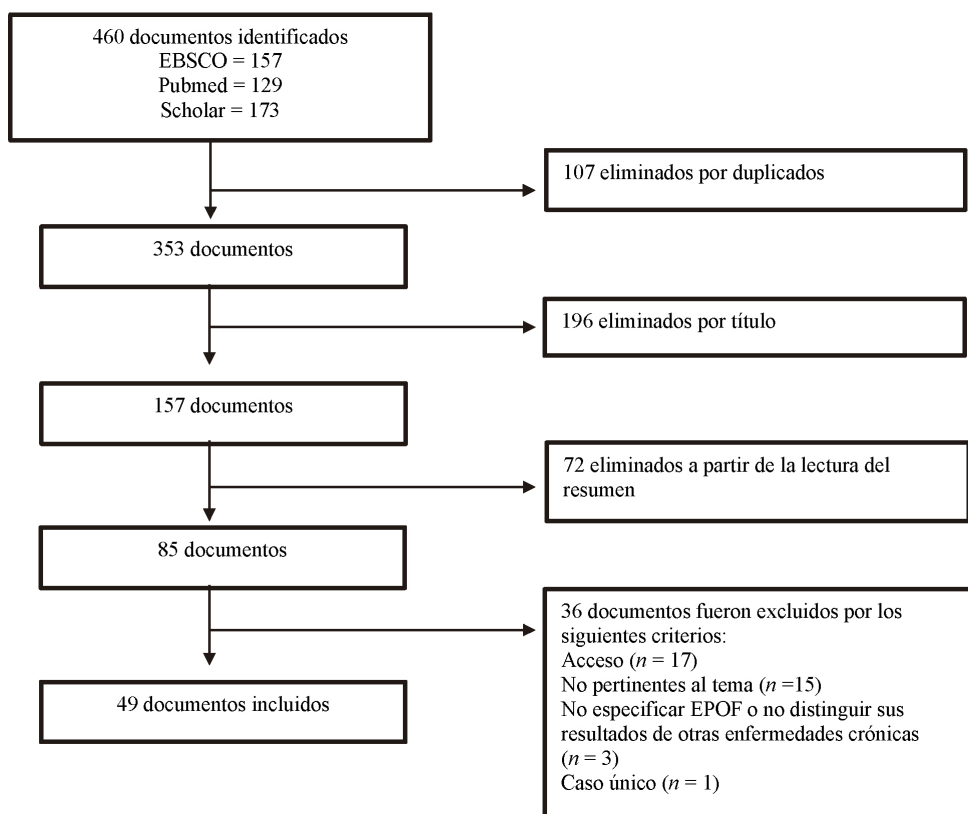 460 documentos identificados
EBSCO = 157
Pubmed = 129
Scholar = 173
107 eliminados por duplicados
353 documentos
196 eliminados por título
157 documentos
72 eliminados a partir de la lectura del
resumen
85 documentos
36 documentos fueron excluidos por los
siguientes criterios:
Acceso (n = 17)
No pertinentes al tema (n =15)
No especificar EPOF o no distinguir sus
resultados de otras enfermedades crónicas
(n = 3)
Caso único (n = 1)
49 documentos incluidos